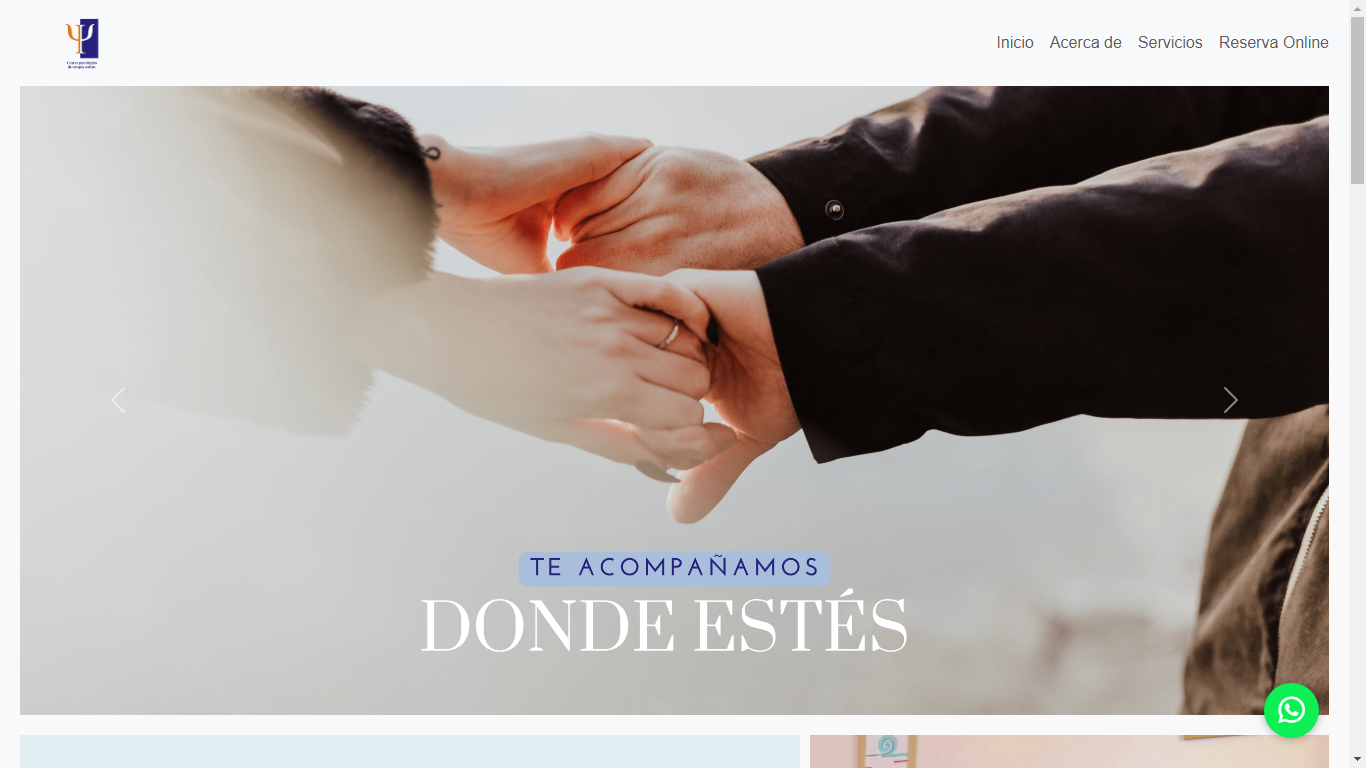 Centro psicológico
de terapia online
Inicio Acerca de Servicios Reserva Online
TE ACOMPAÑAMOS
DONDE ESTÉS